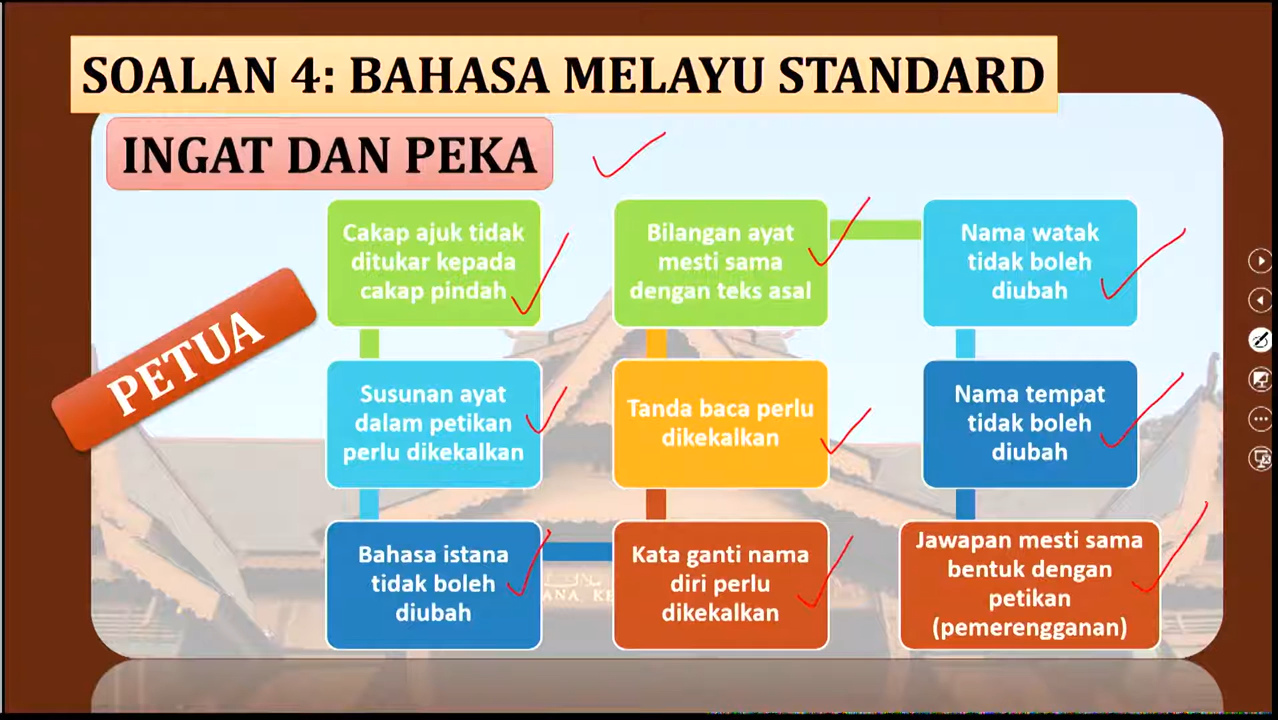 SOALAN 4: BAHASA MELAYU STANDARD
INGAT DAN PEKA
PETUA
Cakap ajuk tidak
ditukar kepada
cakap pindah
Susunan ayat
dalam petikan
perlu dikekalkan
Bahasa istana
tidak boleh
diubah
Kata ganti nama
diri perlu
dikekalkan
Tanda baca perlu
dikekalkan
Bilangan ayat
mesti sama
dengan teks asal
Nama watak
tidak boleh
diubah
Nama tempat
tidak boleh
diubah
Jawapan mesti sama
bentuk dengan
petikan
(pemerengganan)